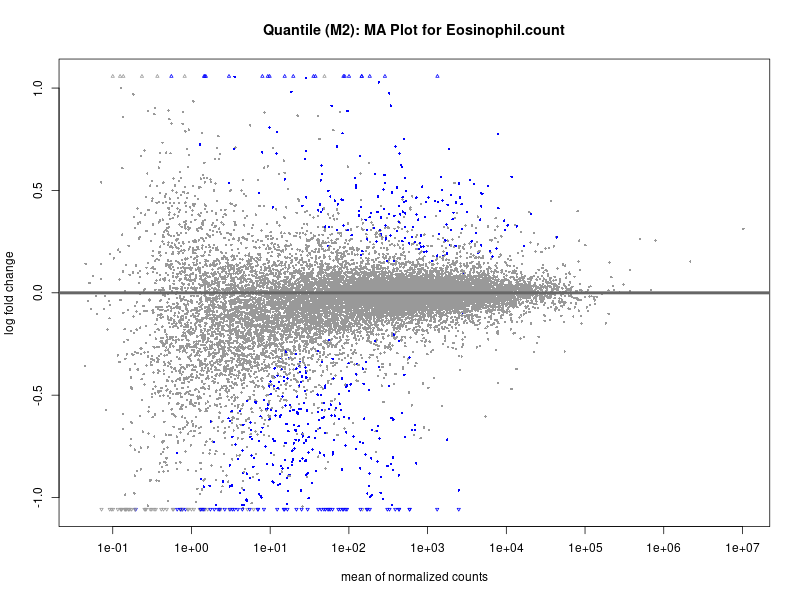 Quantile (M2): MA Plot for Eosinophil.count
1.0
0.5
0.0
-0.5
-1.0
log fold change
1e-01 1e+00 1e+01 1e+02 1e+03 1e+04 1e+05 1e+06 1e+07
mean of normalized counts